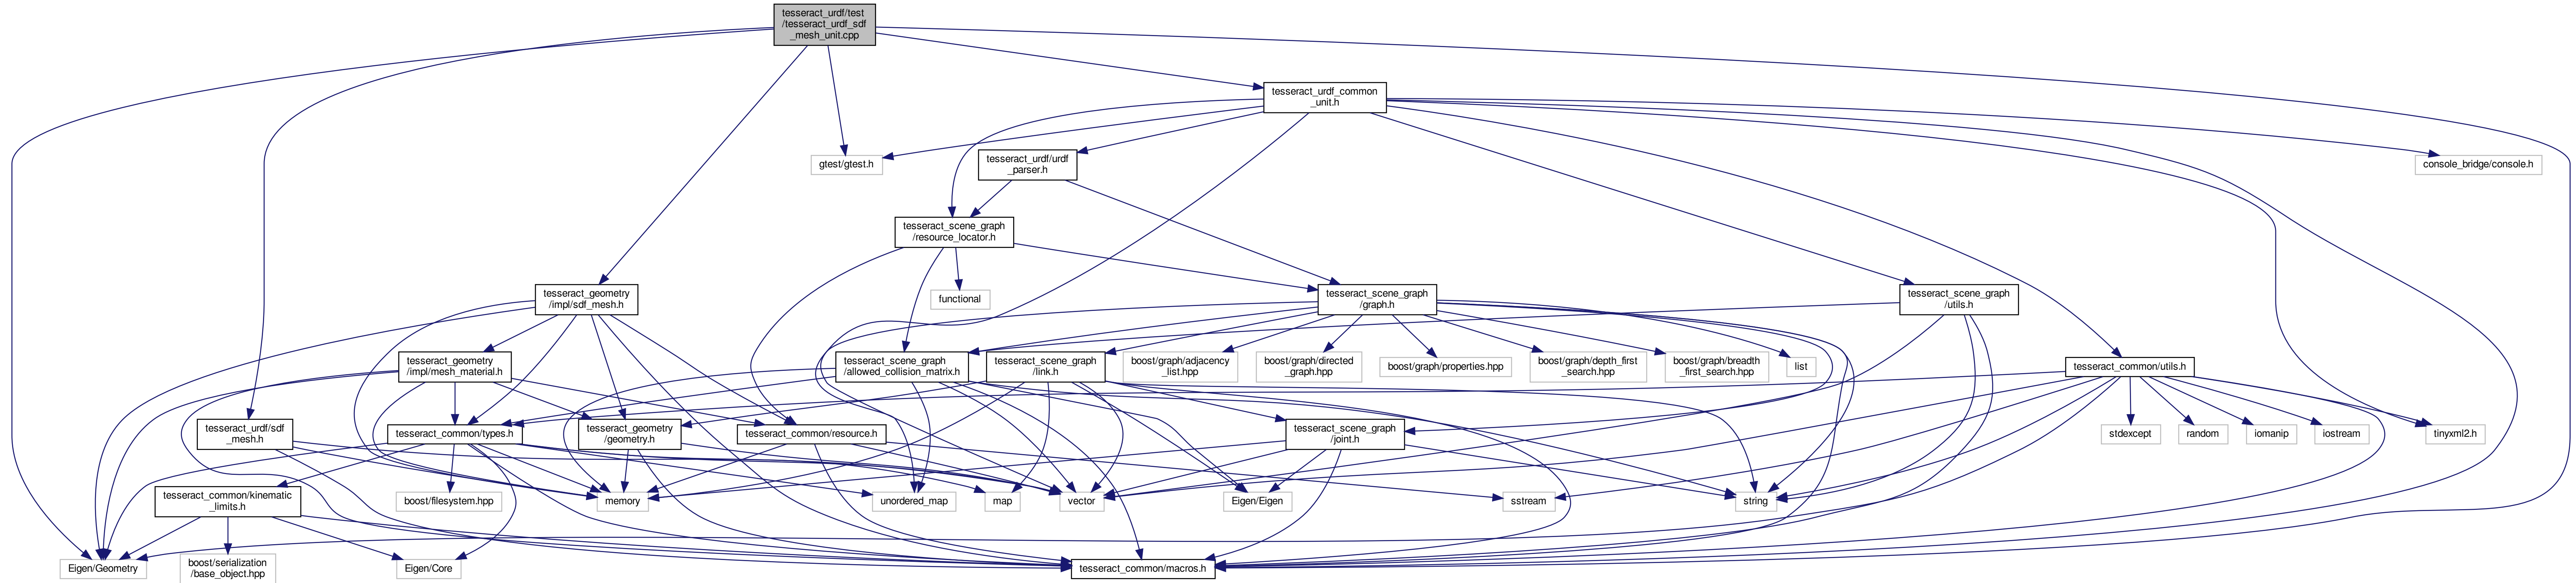 tesseract_urdf/test
/tesseract_urdf_sdf
_mesh_unit.cpp
tesseract_urdf_common
_unit.h
gtest/gtest.h
tesseract_urdf/urdf
_parser.h
console_bridge/console.h
tesseract_scene_graph
/resource_locator.h
tesseract_geometry
/impl/sdf_mesh.h
functional
tesseract_scene_graph
/graph.h
tesseract_scene_graph
/utils.h
tesseract_geometry
/impl/mesh_material.h
tesseract_scene_graph
/allowed_collision_matrix.h
tesseract_scene_graph
/link.h
boost/graph/adjacency
_list.hpp
boost/graph/directed
_graph.hpp
boost/graph/properties.hpp
boost/graph/depth_first
_search.hpp
boost/graph/breadth
_first_search.hpp
list
tesseract_common/utils.h
tesseract_urdf/sdf
_mesh.h
tesseract_common/types.h
tesseract_geometry
/geometry.h
tesseract_common/resource.h
tesseract_scene_graph
/joint.h
stdexcept
random
iomanip
iostream
tinyxml2.h
tesseract_common/kinematic
_limits.h
boost/filesystem.hpp
memory
unordered_map
map
vector
Eigen/Eigen
sstream
string
Eigen/Geometry
boost/serialization
/base_object.hpp
Eigen/Core
tesseract_common/macros.h